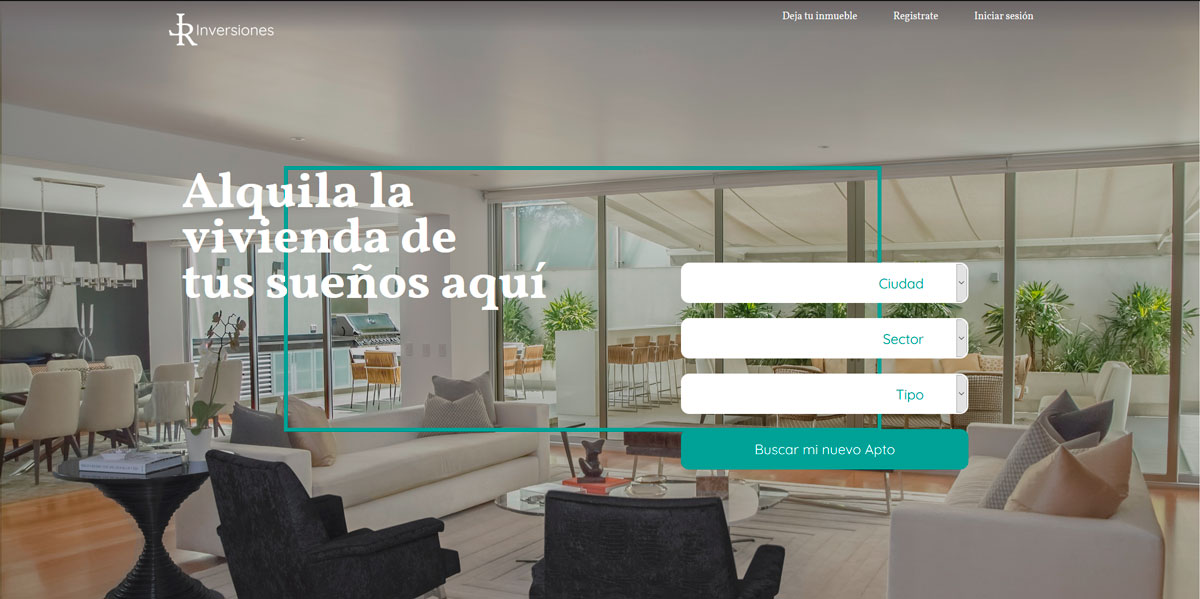 JR Inversiones
Deja tu inmueble
Registrate
Iniciar sesión
Alquila la
vivienda de
tus sueños aquí
Ciudad
Sector
Tipo
Buscar mi nuevo Apto